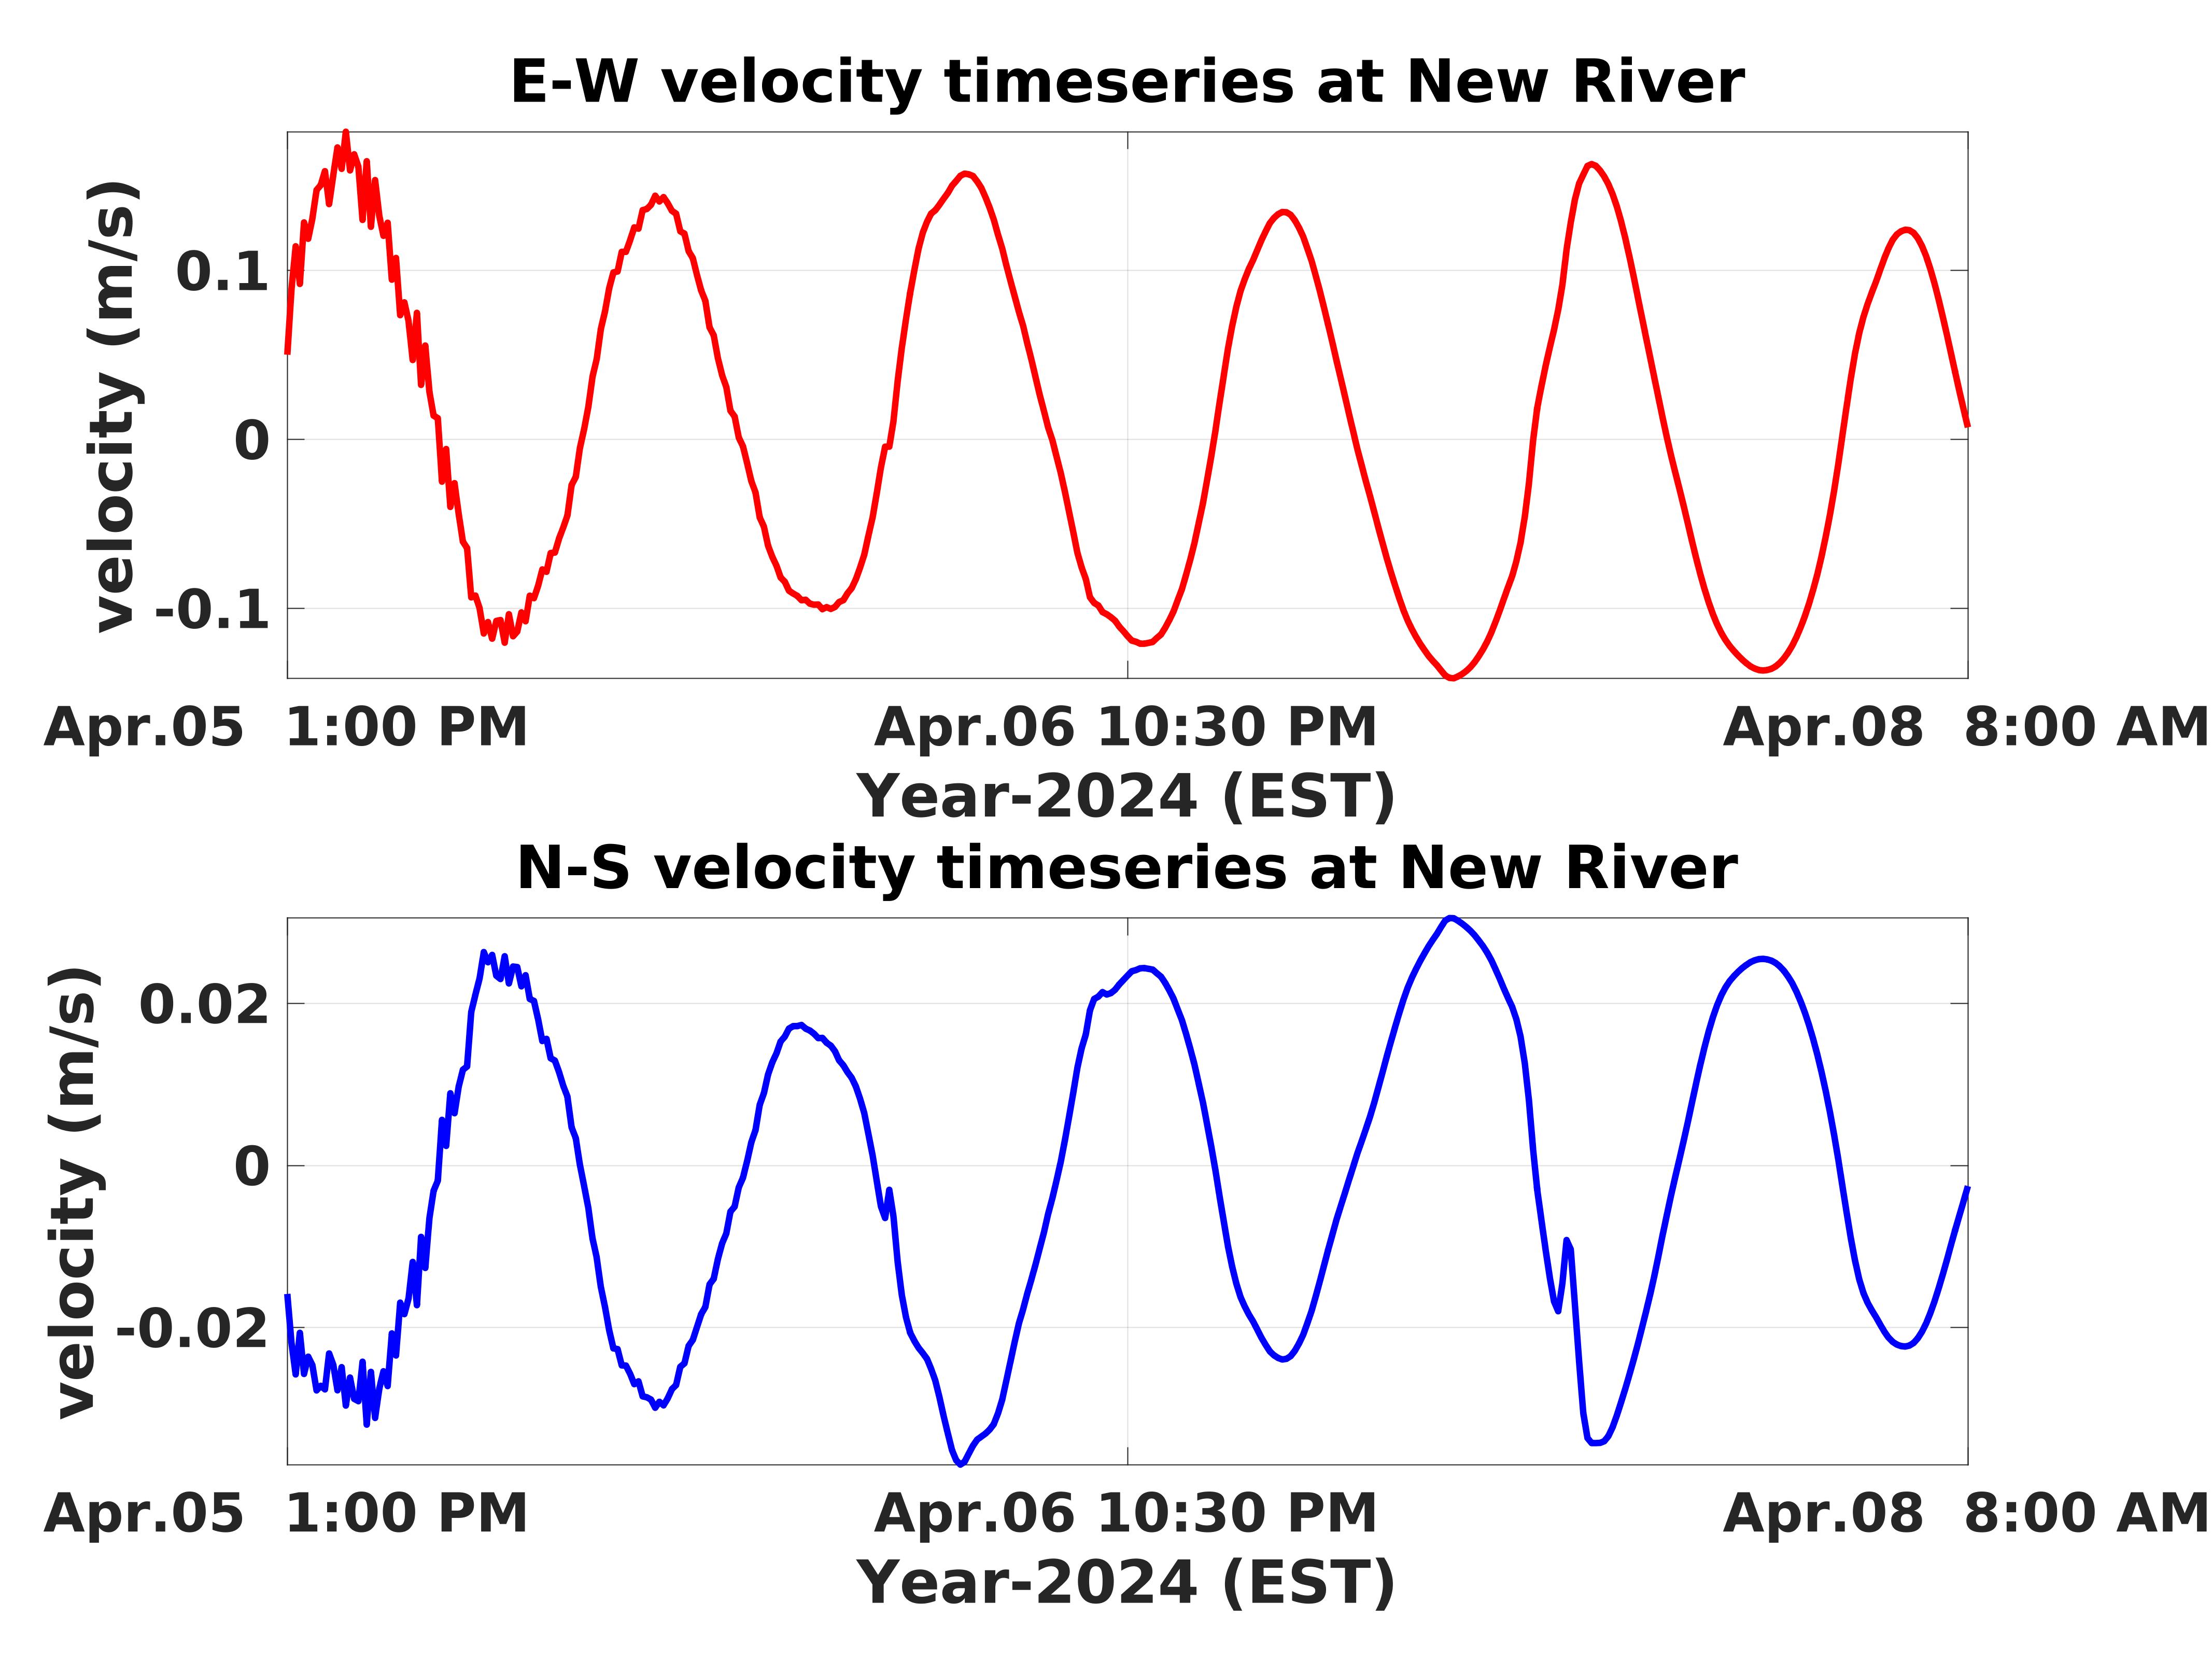 E-W velocity timeseries at New River
velocity (m/s)
0.1
0
-0.1
Apr.05  1:00 PM
Apr.06 10:30 PM
Apr.08  8:00 AM
Year-2024 (EST)
N-S velocity timeseries at New River
velocity (m/s)
0.02
0
-0.02
Apr.05  1:00 PM
Apr.06 10:30 PM
Apr.08  8:00 AM
Year-2024 (EST)